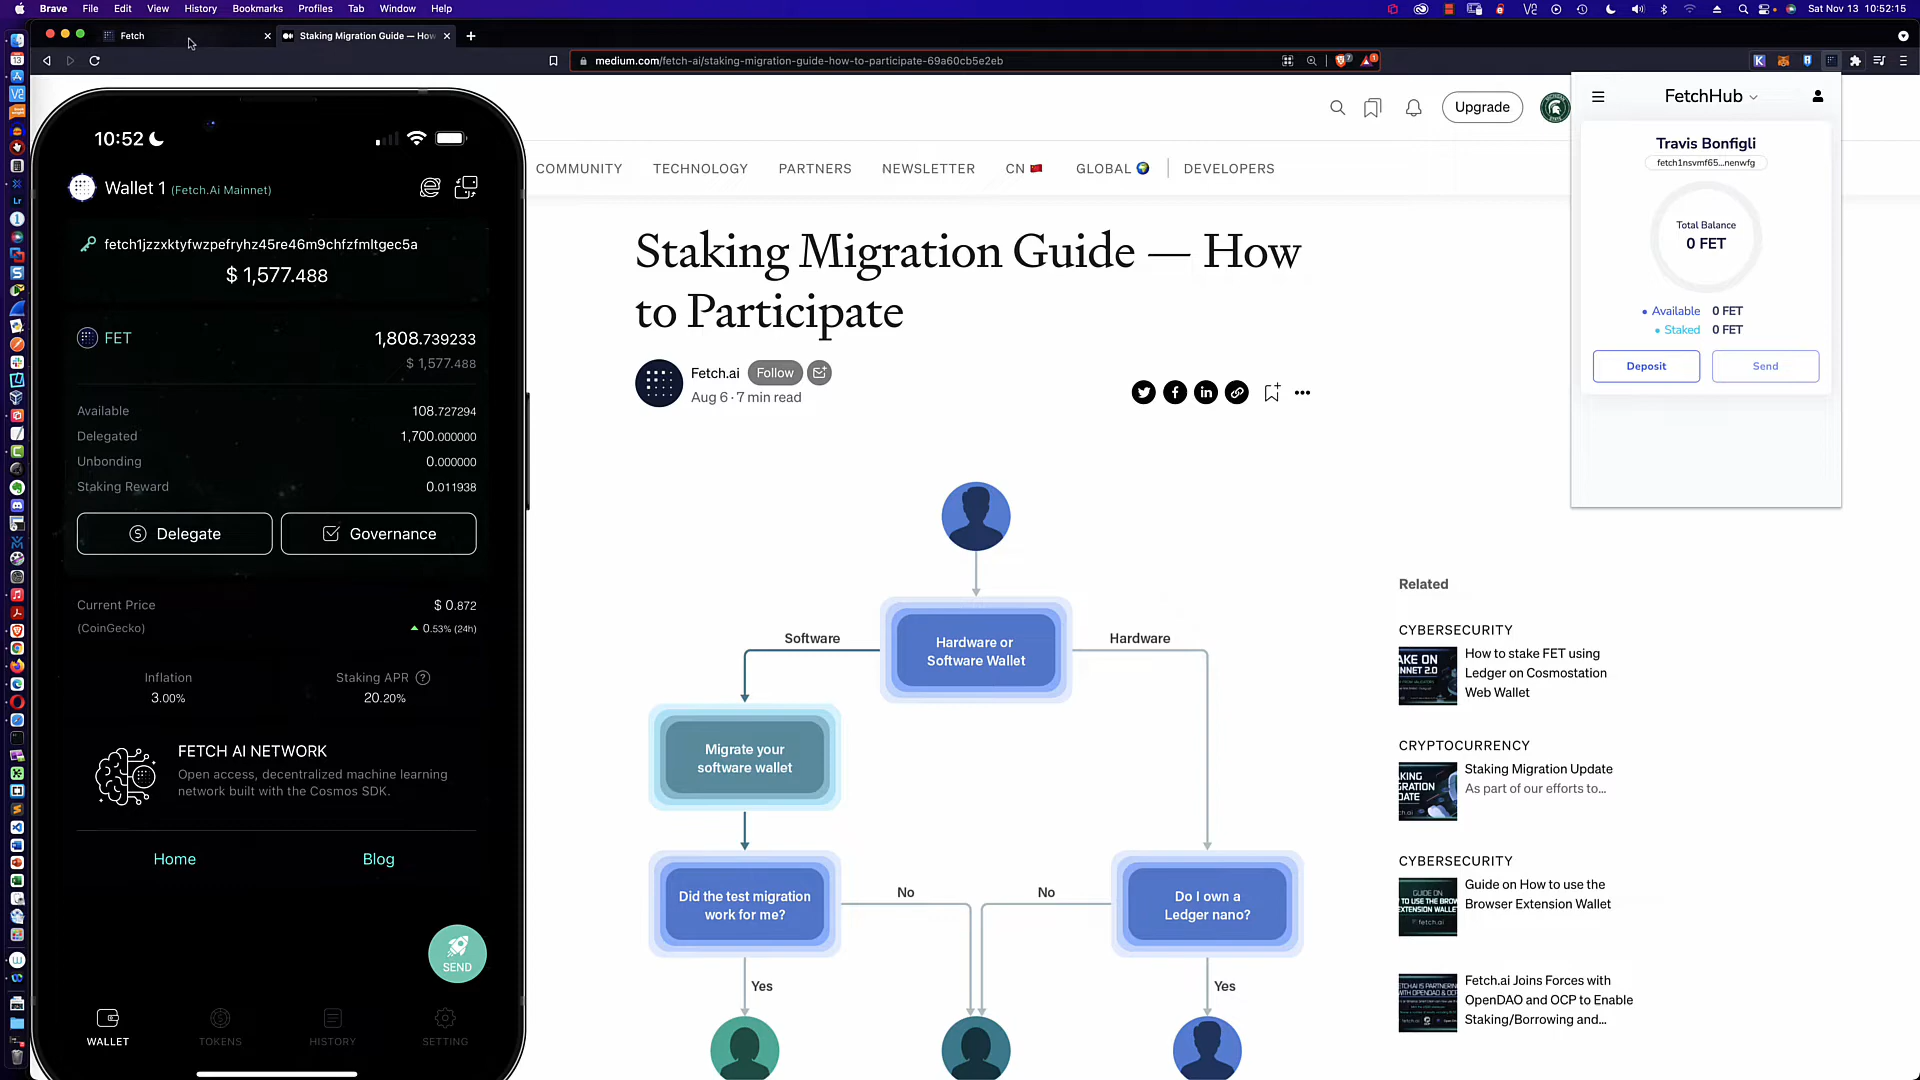 Brave File Edit View History Bookmarks Profiles Tab Window Help
Sat Nov 13 10:52:15
Fetch
Staking Migration Guide — How
medium.com/fetch-ai/staking-migration-guide-how-to-participate-69a60cb5e2eb
10:52
Wallet 1 (Fetch.Ai Mainnet)
fetch1jzzxktyfwzpefryhz45re46m9chfzfmltgec5a
$ 1,577.488
FET 1,808.739233
$ 1,577.488
Available 108.727294
Delegated 1,700.000000
Unbonding 0.000000
Staking Reward 0.011938
Delegate
Governance
Current Price $ 0.872
(CoinGecko) 0.53% (24h)
Inflation
3.00%
Staking APR
20.20%
FETCH AI NETWORK
Open access, decentralized machine learning
network built with the Cosmos SDK.
Home
Blog
SEND
WALLET
TOKENS
HISTORY
SETTING
Upgrade
COMMUNITY TECHNOLOGY PARTNERS NEWSLETTER CN GLOBAL DEVELOPERS
Staking Migration Guide — How
to Participate
Fetch.ai Follow
Aug 6 · 7 min read
Software
Hardware or
Software Wallet
Hardware
Migrate your
software wallet
Did the test migration
work for me?
No
No
Do I own a
Ledger nano?
Yes
Yes
Related
CYBERSECURITY
How to stake FET using
Ledger on Cosmostation
Web Wallet
CRYPTOCURRENCY
Staking Migration Update
As part of our efforts to...
CYBERSECURITY
Guide on How to use the
Browser Extension Wallet
Fetch.ai Joins Forces with
OpenDAO and OCP to Enable
Staking/Borrowing and...
FetchHub
Travis Bonfigli
fetch1nsvmf65...nenwfg
Total Balance
0 FET
Available 0 FET
Staked 0 FET
Deposit
Send